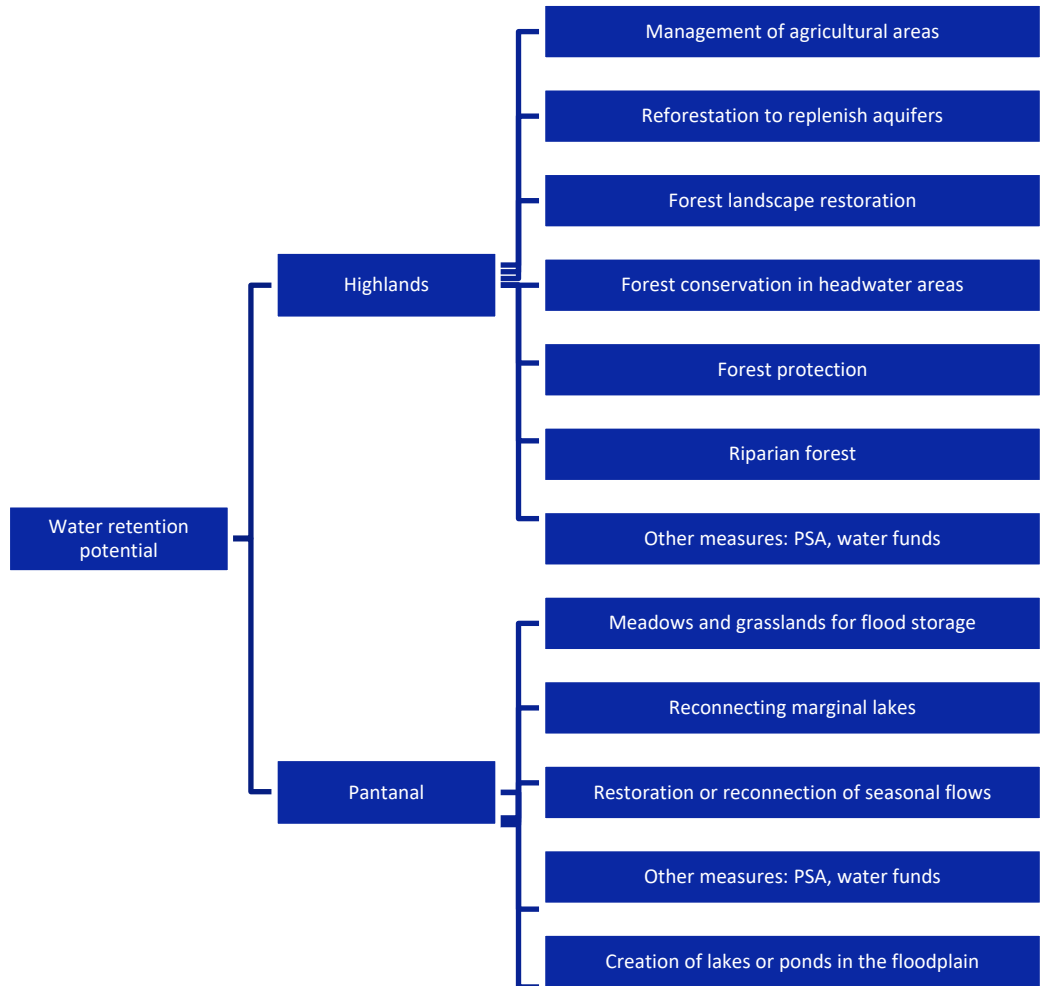 Management of agricultural areas
Reforestation to replenish aquifers
Forest landscape restoration
Highlands
Forest conservation in headwater areas
Forest protection
Riparian forest
Water retention
potential
Other measures: PSA, water funds
Meadows and grasslands for flood storage
Reconnecting marginal lakes
Pantanal
Restoration or reconnection of seasonal flows
Other measures: PSA, water funds
Creation of lakes or ponds in the floodplain